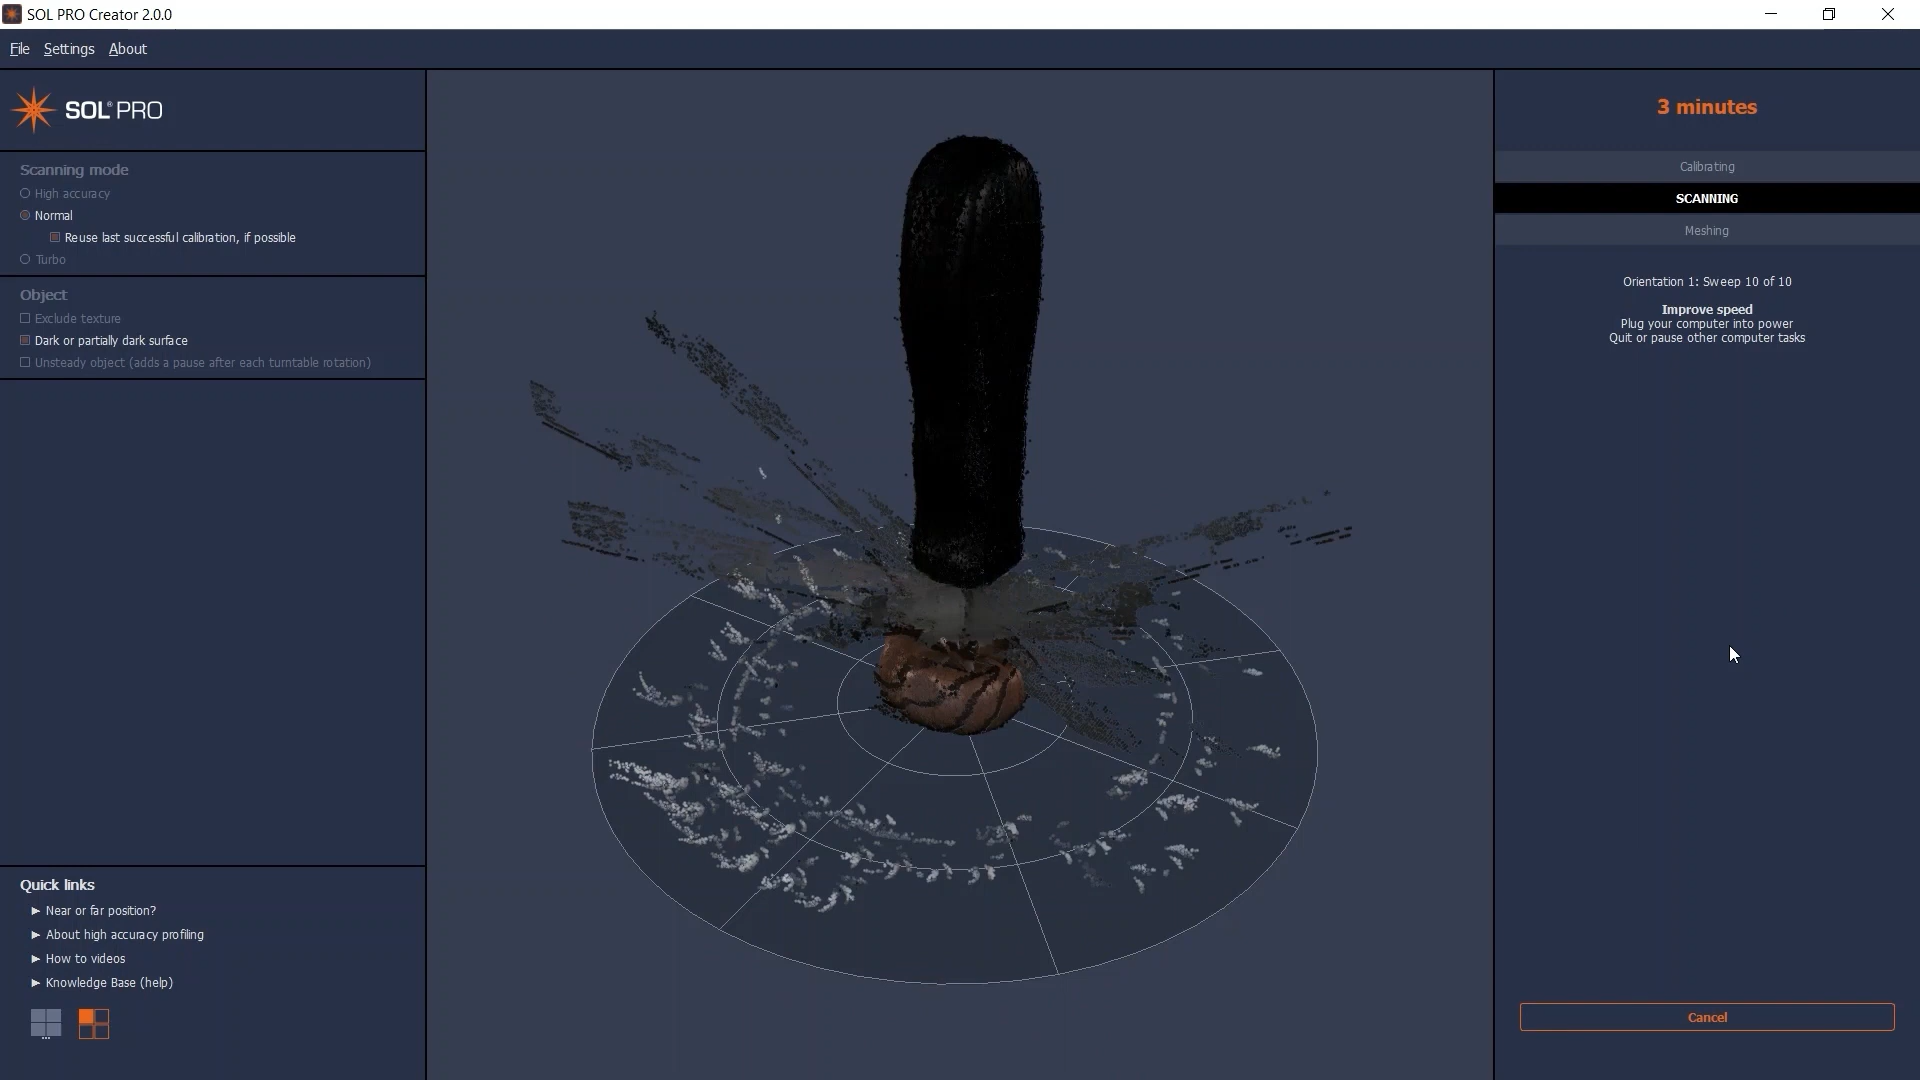 SOL PRO Creator 2.0.0
File Settings About
SOL® PRO
Scanning mode
High accuracy
Normal
Reuse last successful calibration, if possible
Turbo
Object
Exclude texture
Dark or partially dark surface
Unsteady object (adds a pause after each turntable rotation)
Quick links
Near or far position?
About high accuracy profiling
How to videos
Knowledge Base (help)
3 minutes
Calibrating
SCANNING
Meshing
Orientation 1: Sweep 10 of 10
Improve speed
Plug your computer into power
Quit or pause other computer tasks
Cancel